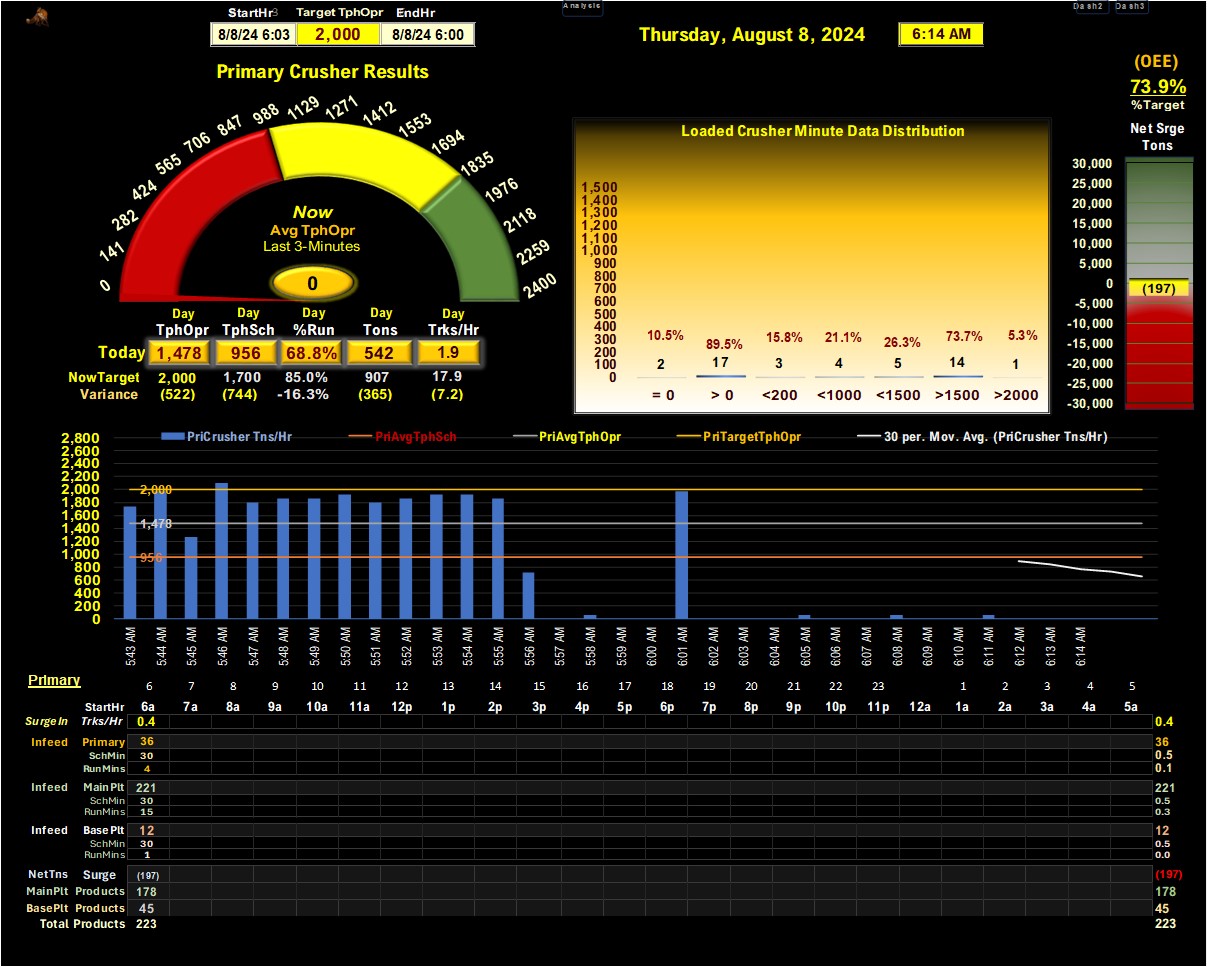 StartHr3 Target TphOpr EndHr
8/8/24 6:03 2,000 8/8/24 6:00
Analysis
Thursday, August 8, 2024
6:14 AM
Dash2 Dash3
(OEE)
73.9%
%Target
Net Srge
Tons
30,000
25,000
20,000
15,000
10,000
5,000
0
(197)
-5,000
-10,000
-15,000
-20,000
-25,000
-30,000
Primary Crusher Results
0 141 282 424 565 706 847 988 1129 1271 1412 1553 1694 1835 1976 2118 2259 2400
Now
Avg TphOpr
Last 3-Minutes
0
Day Day Day Day Day
TphOpr TphSch %Run Tons Trks/Hr
Today 1,478 956 68.8% 542 1.9
NowTarget 2,000 1,700 85.0% 907 17.9
Variance (522) (744) -16.3% (365) (7.2)
Loaded Crusher Minute Data Distribution
1,500
1,400
1,300
1,200
1,100
1,000
900
800
700
600
500
400
300
200
100
0
10.5% 89.5% 15.8% 21.1% 26.3% 73.7% 5.3%
2 17 3 4 5 14 1
= 0 > 0 <200 <1000 <1500 >1500 >2000
PriCrusher Tns/Hr PriAvgTphSch PriAvgTphOpr PriTargetTphOpr 30 per. Mov. Avg. (PriCrusher Tns/Hr)
2,800
2,600
2,400
2,200
2,000
1,800
1,600
1,400
1,200
1,000
800
600
400
200
0
2,000
1,478
956
5:43 AM 5:44 AM 5:45 AM 5:46 AM 5:47 AM 5:48 AM 5:49 AM 5:50 AM 5:51 AM 5:52 AM 5:53 AM 5:54 AM 5:55 AM 5:56 AM 5:57 AM 5:58 AM 5:59 AM 6:00 AM 6:01 AM 6:02 AM 6:03 AM 6:04 AM 6:05 AM 6:06 AM 6:07 AM 6:08 AM 6:09 AM 6:10 AM 6:11 AM 6:12 AM 6:13 AM 6:14 AM
Primary
6 7 8 9 10 11 12 13 14 15 16 17 18 19 20 21 22 23 1 2 3 4 5
StartHr 6a 7a 8a 9a 10a 11a 12p 1p 2p 3p 4p 5p 6p 7p 8p 9p 10p 11p 12a 1a 2a 3a 4a 5a
SurgeIn Trks/Hr 0.4 0.4
Infeed Primary 36 36
SchMin 30 0.5
RunMins 4 0.1
Infeed MainPlt 221 221
SchMin 30 0.5
RunMins 15 0.3
Infeed BasePlt 12 12
SchMin 30 0.5
RunMins 1 0.0
NetTns Surge (197) (197)
MainPlt Products 178 178
BasePlt Products 45 45
Total Products 223 223